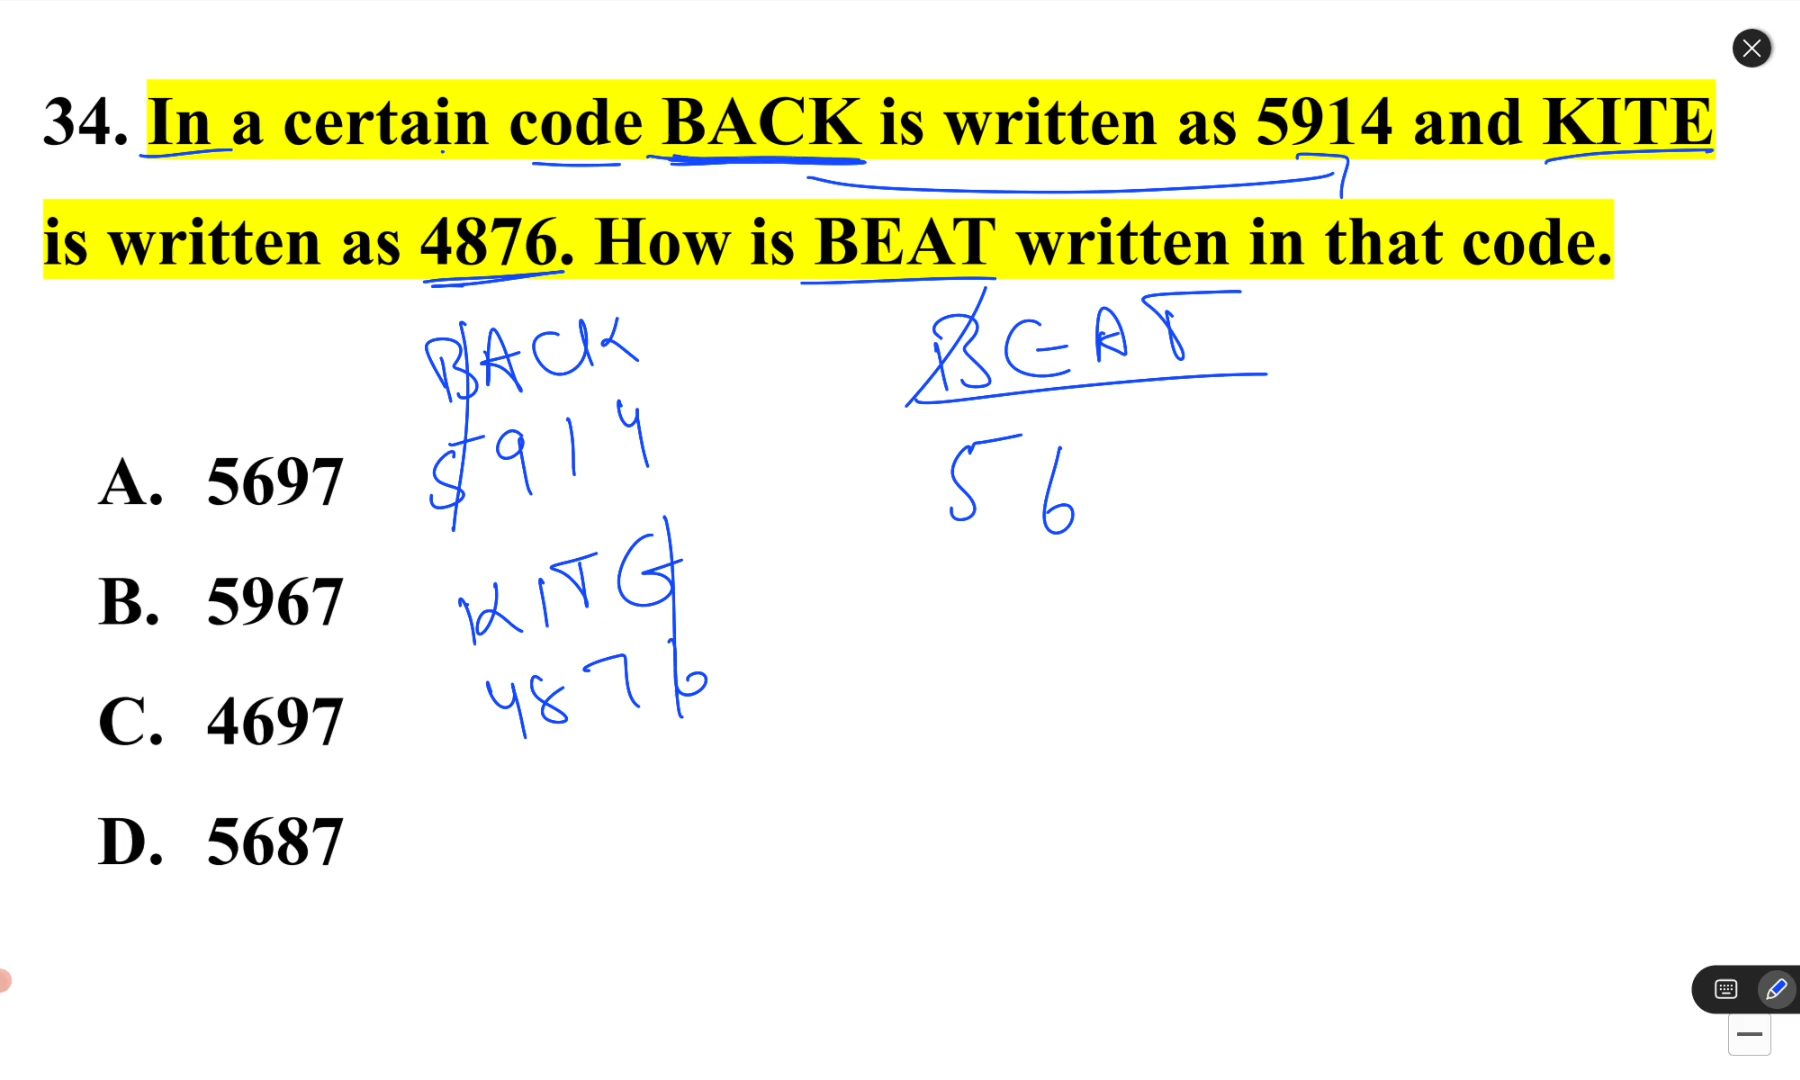 34. In a certain code BACK is written as 5914 and KITE
is written as 4876. How is BEAT written in that code.
BACK
BEAT
5914
56
A. 5697
B. 5967
KITE
C. 4697
4876
D. 5687